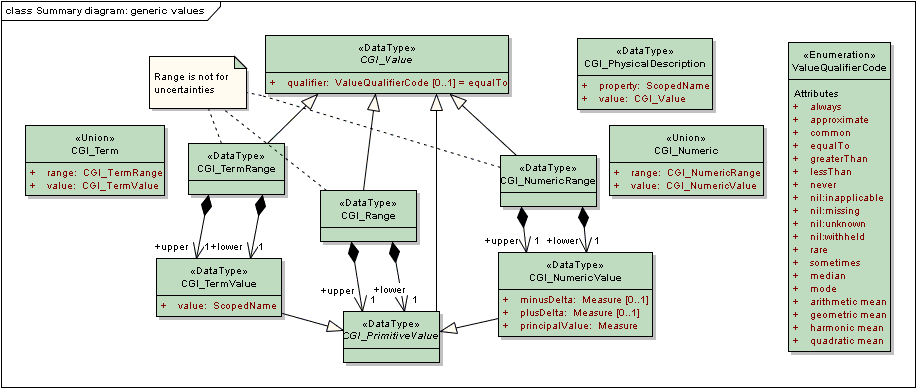 class Summary diagram: generic values
«DataType»
CGI_Value
+ qualifier: ValueQualifierCode [0..1] = equalTo
«DataType»
CGI_PhysicalDescription
+ property: ScopedName
+ value: CGI_Value
«Enumeration»
ValueQualifierCode
Attributes
+ always
+ approximate
+ common
+ equalTo
+ greaterThan
+ lessThan
+ never
+ nil:inapplicable
+ nil:missing
+ nil:unknown
+ nil:withheld
+ rare
+ sometimes
+ median
+ mode
+ arithmetic mean
+ geometric mean
+ harmonic mean
+ quadratic mean
Range is not for
uncertainties
«Union»
CGI_Term
+ range: CGI_TermRange
+ value: CGI_TermValue
«DataType»
CGI_TermRange
«DataType»
CGI_Range
«DataType»
CGI_NumericRange
«Union»
CGI_Numeric
+ range: CGI_NumericRange
+ value: CGI_NumericValue
+upper 1
+lower 1
+upper 1
+lower 1
+upper 1
+lower 1
«DataType»
CGI_TermValue
+ value: ScopedName
«DataType»
CGI_NumericValue
+ minusDelta: Measure [0..1]
+ plusDelta: Measure [0..1]
+ principalValue: Measure
«DataType»
CGI_PrimitiveValue